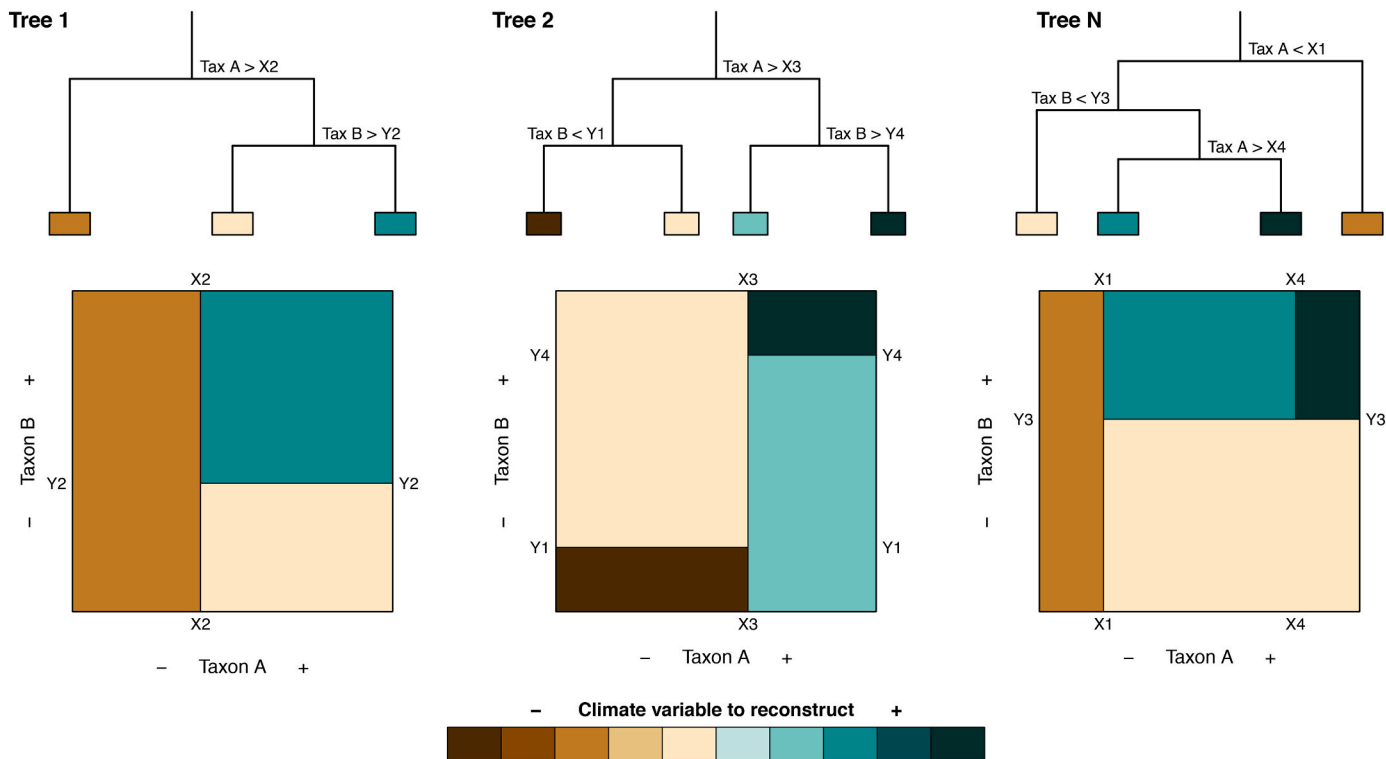 Tree 1
Tree 2
Tree N
Tax A < X1
Tax A > X2
Tax A > X3
Tax B < Y3
Tax B > Y2
Tax B < Y1
Tax B > Y4
Tax A > X4
X2
X3
X1
X4
Y4
Y4
+
+
+
Taxon B
Taxon B
Taxon B
Y3
Y3
Y2
Y2
–
–
–
Y1
Y1
X2
X3
X1
X4
– Taxon A +
– Taxon A +
– Taxon A +
– Climate variable to reconstruct +